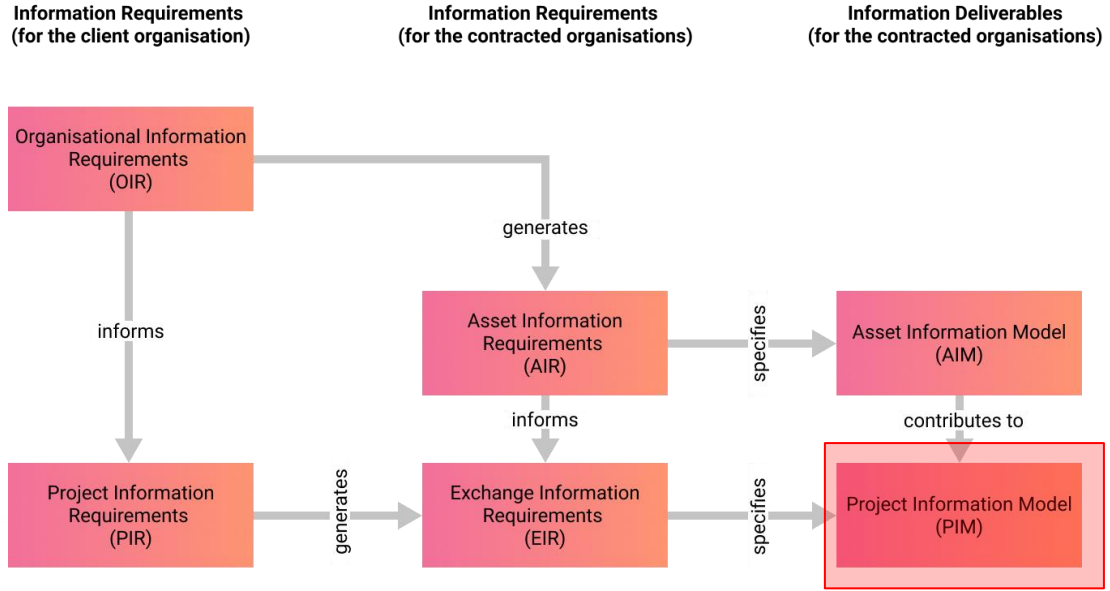 Information Requirements
(for the client organisation)
Information Requirements
(for the contracted organisations)
Information Deliverables
(for the contracted organisations)
Organisational Information
Requirements
(OIR)
generates
informs
Asset Information
Requirements
(AIR)
specifies
Asset Information Model
(AIM)
informs
contributes to
Project Information
Requirements
(PIR)
generates
Exchange Information
Requirements
(EIR)
specifies
Project Information Model
(PIM)